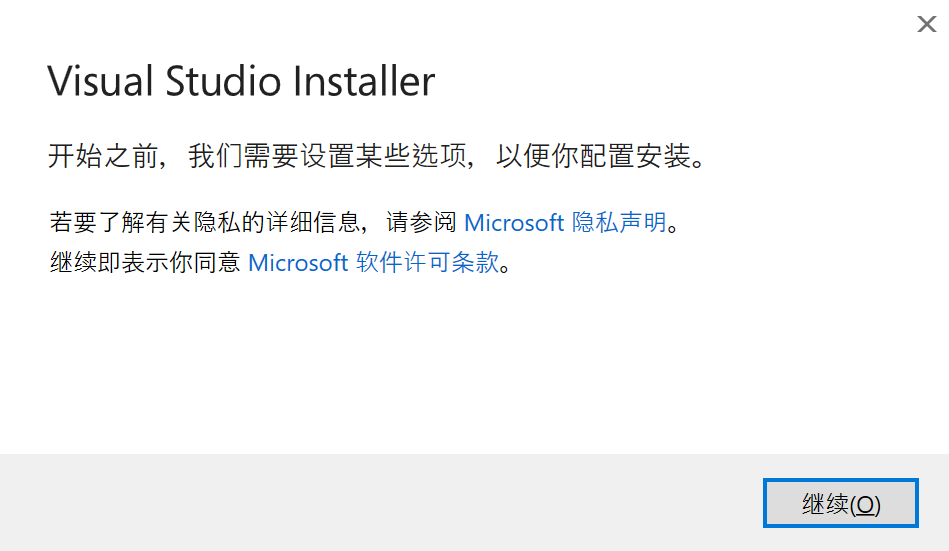 Visual Studio Installer
开始之前，我们需要设置某些选项，以便你配置安装。
若要了解有关隐私的详细信息，请参阅 Microsoft 隐私声明。
继续即表示你同意 Microsoft 软件许可条款。
继续(O)